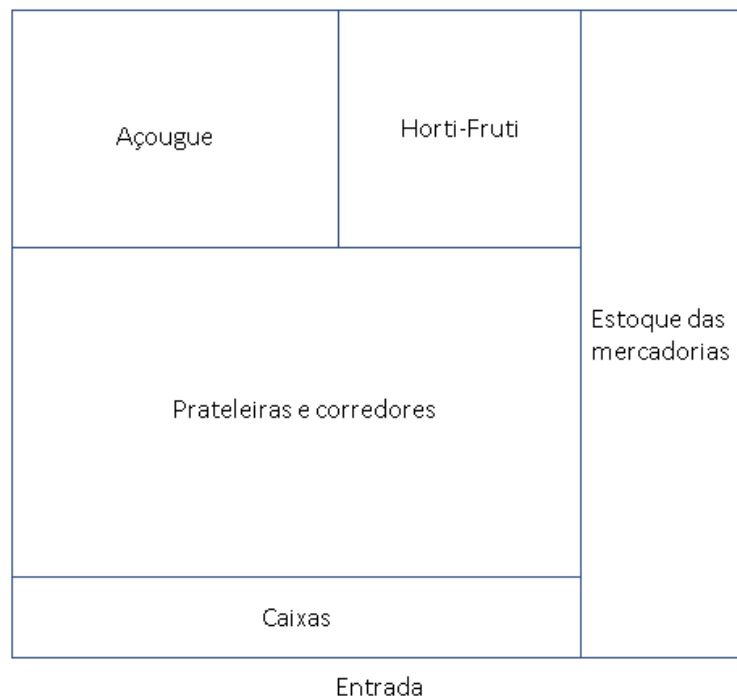 Açougue
Horti-Fruti
Estoque das
mercadorias
Prateleiras e corredores
Caixas
Entrada